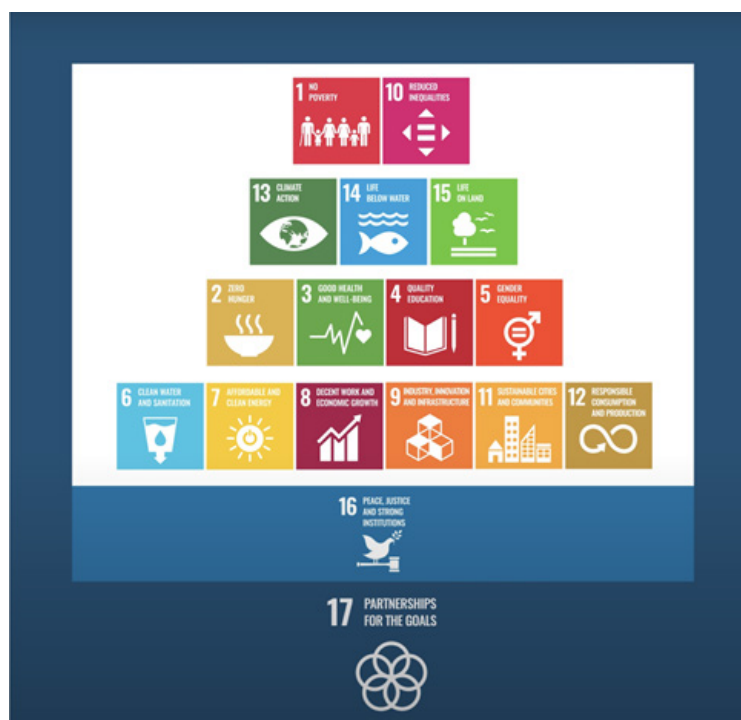 1 NO
POVERTY
10 REDUCED
INEQUALITIES
13 CLIMATE
ACTION
14 LIFE
BELOW WATER
15 LIFE
ON LAND
2 ZERO
HUNGER
3 GOOD HEALTH
AND WELL-BEING
4 QUALITY
EDUCATION
5 GENDER
EQUALITY
6 CLEAN WATER
AND SANITATION
7 AFFORDABLE AND
CLEAN ENERGY
8 DECENT WORK AND
ECONOMIC GROWTH
9 INDUSTRY, INNOVATION
AND INFRASTRUCTURE
11 SUSTAINABLE CITIES
AND COMMUNITIES
12 RESPONSIBLE
CONSUMPTION
AND PRODUCTION
16 PEACE, JUSTICE
AND STRONG
INSTITUTIONS
17 PARTNERSHIPS
FOR THE GOALS